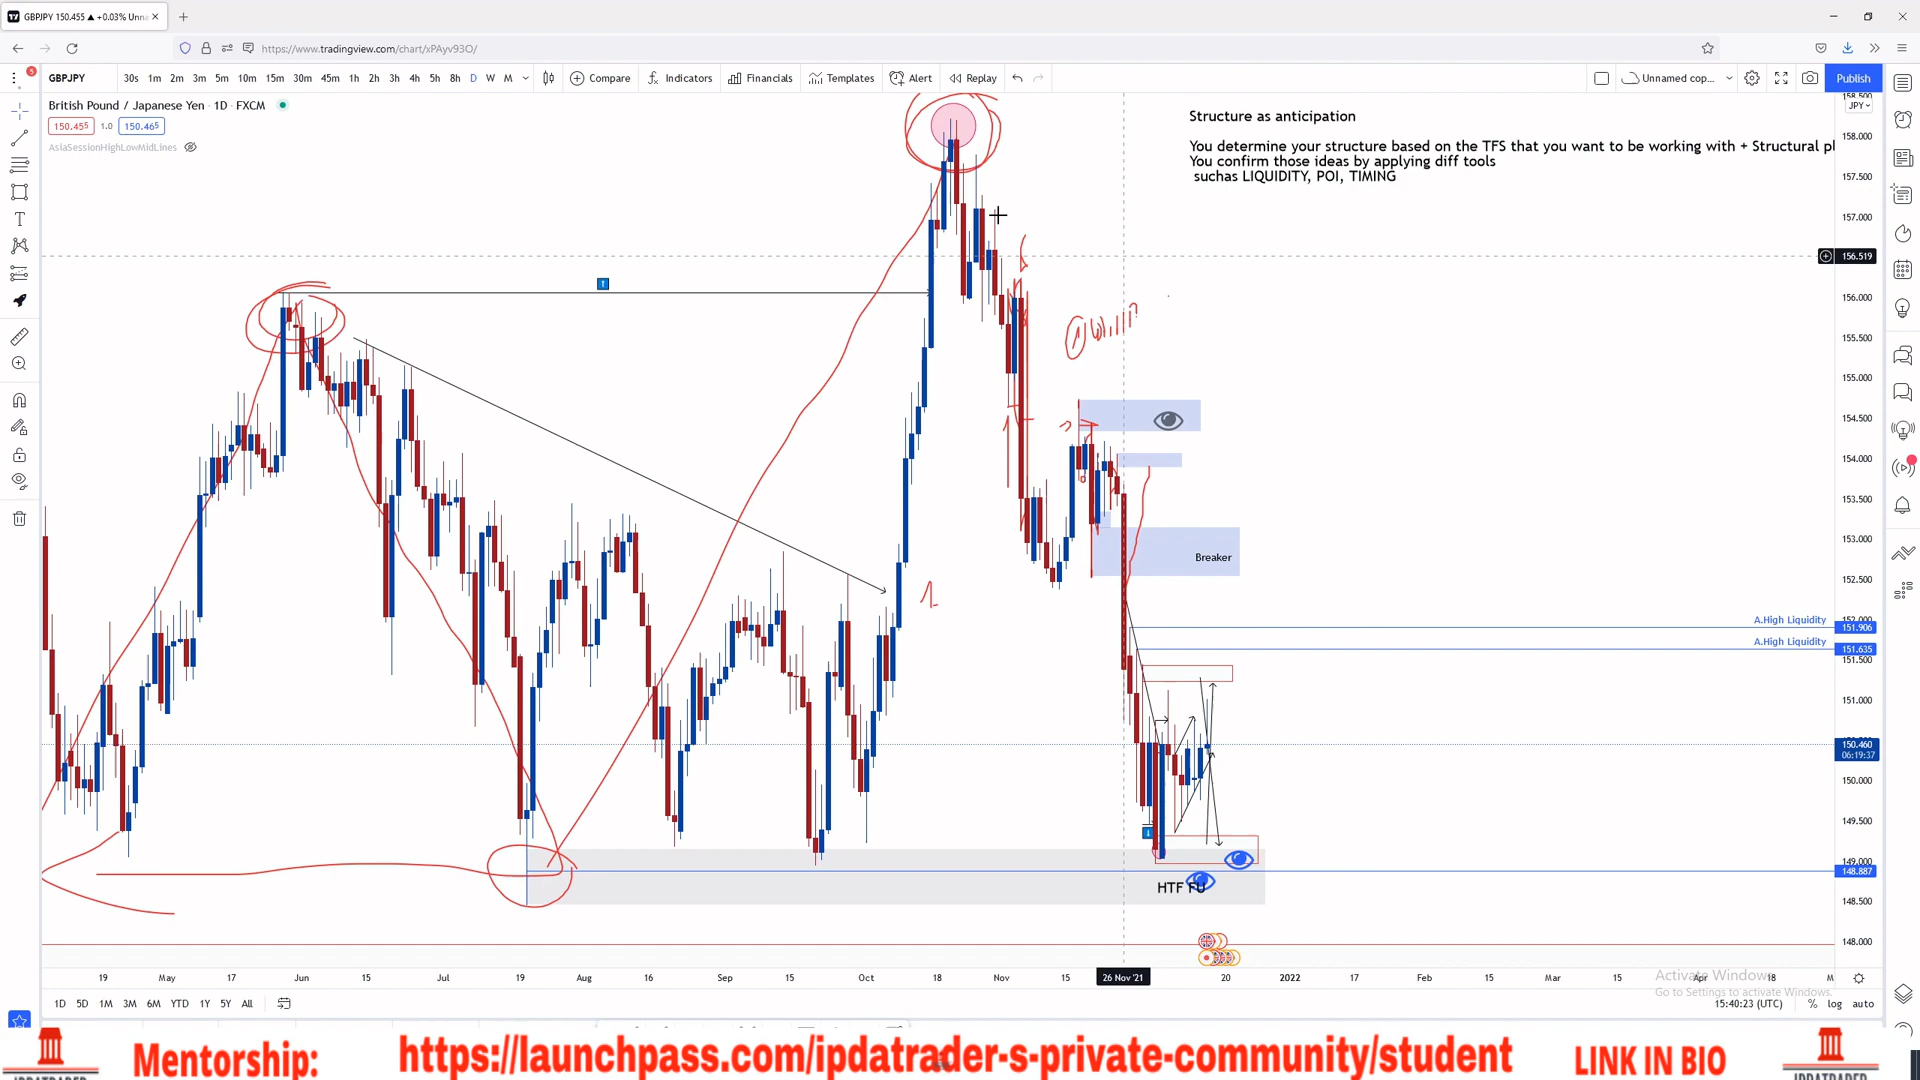 GBPJPY 150.455 ▲ +0.03% Unn
https://www.tradingview.com/chart/xPAyv93O/
GBPJPY 30s 1m 2m 3m 5m 10m 15m 30m 45m 1h 2h 3h 4h 5h 8h D W M Compare Indicators Financials Templates Alert Replay Unnamed cop... Publish
5
British Pound / Japanese Yen · 1D · FXCM
150.455 1.0 150.465
AsiaSessionHighLowMidLines
Structure as anticipation
You determine your structure based on the TFS that you want to be working with + Structural pl
You confirm those ideas by applying diff tools
suchas LIQUIDITY, POI, TIMING
Breaker
A.High Liquidity
A.High Liquidity
HTF FU
158.500
JPY
158.000
157.500
157.000
156.519
156.000
155.500
155.000
154.500
154.000
153.500
153.000
152.500
152.000
151.906
151.635
151.500
151.000
150.460
06:19:37
150.000
149.500
149.000
148.887
148.500
148.000
19 May 17 Jun 15 Jul 19 Aug 16 Sep 15 Oct 18 Nov 15 26 Nov '21 20 2022 17 Feb 15 Mar 15 Apr 18 M
Activate Windows
Go to Settings to activate Windows.
1D 5D 1M 3M 6M YTD 1Y 5Y All 15:40:23 (UTC) % log auto
Mentorship: https://launchpass.com/ipdatrader-s-private-community/student LINK IN BIO